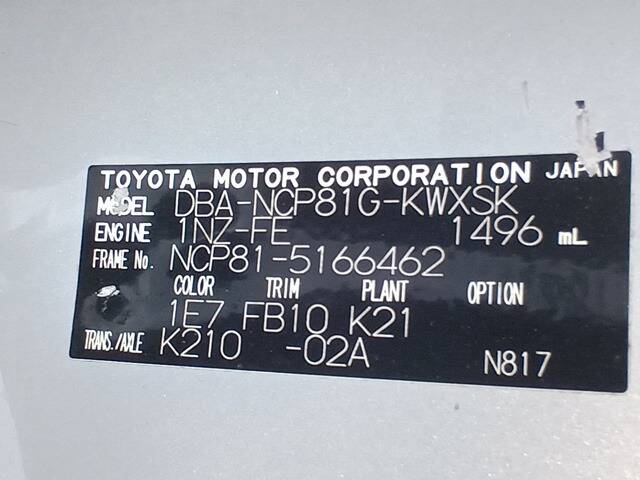 TOYOTA MOTOR CORPORATION JAPAN
MODEL DBA-NCP81G-KWXSK
ENGINE 1NZ-FE 1496 mL
FRAME No. NCP81-5166462
COLOR TRIM PLANT OPTION
1E7 FB10 K21
TRANS./AXLE K210 -02A N817